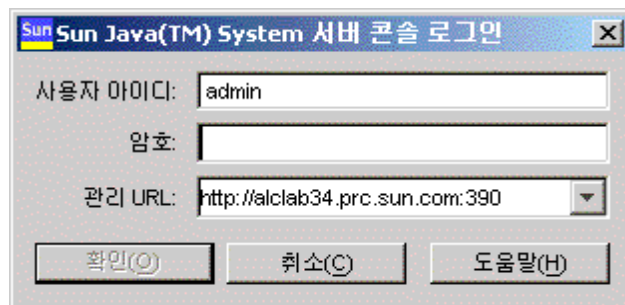 Sun Sun Java(TM) System 서버 콘솔 로그인
사용자 아이디: admin
암호:
관리 URL: http://alclab34.prc.sun.com:390
확인(O) 취소(C) 도움말(H)